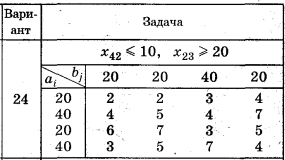 Вари-
ант
Задача
x₄₂ ≤ 10, x₂₃ ≥ 20
aᵢ bⱼ 20 20 40 20
24
20 2 2 3 4
40 4 5 4 7
20 6 7 3 5
40 3 5 7 4